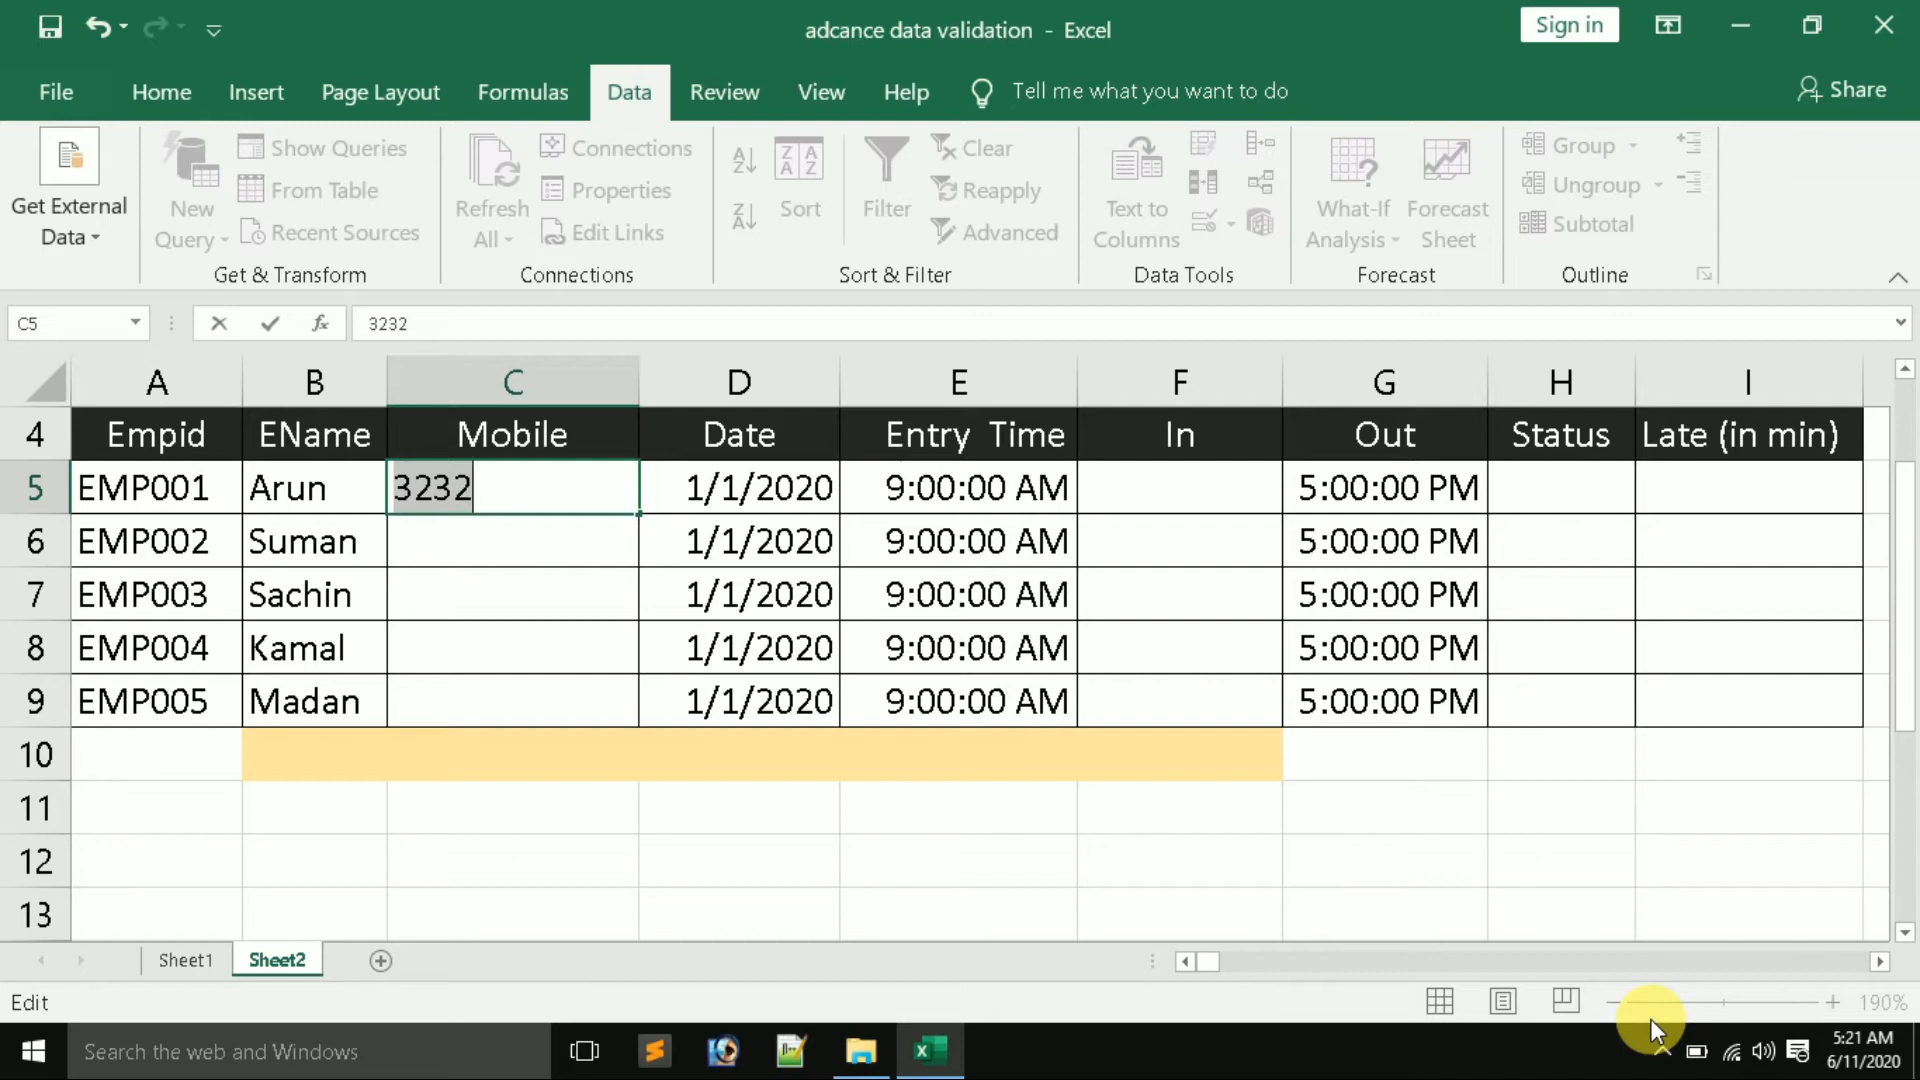 adcance data validation - Excel
Sign in
File Home Insert Page Layout Formulas Data Review View Help Tell me what you want to do Share
Get External Data
New Query
Show Queries
From Table
Recent Sources
Get & Transform
Refresh All
Connections
Properties
Edit Links
Connections
Sort
Filter
Clear
Reapply
Advanced
Sort & Filter
Text to Columns
Data Tools
What-If Analysis
Forecast Sheet
Forecast
Group
Ungroup
Subtotal
Outline
C5 fx 3232
A B C D E F G H I
4 Empid EName Mobile Date Entry Time In Out Status Late (in min)
5 EMP001 Arun 3232 1/1/2020 9:00:00 AM 5:00:00 PM
6 EMP002 Suman 1/1/2020 9:00:00 AM 5:00:00 PM
7 EMP003 Sachin 1/1/2020 9:00:00 AM 5:00:00 PM
8 EMP004 Kamal 1/1/2020 9:00:00 AM 5:00:00 PM
9 EMP005 Madan 1/1/2020 9:00:00 AM 5:00:00 PM
10
11
12
13
Sheet1 Sheet2
Edit 190%
Search the web and Windows
5:21 AM
6/11/2020